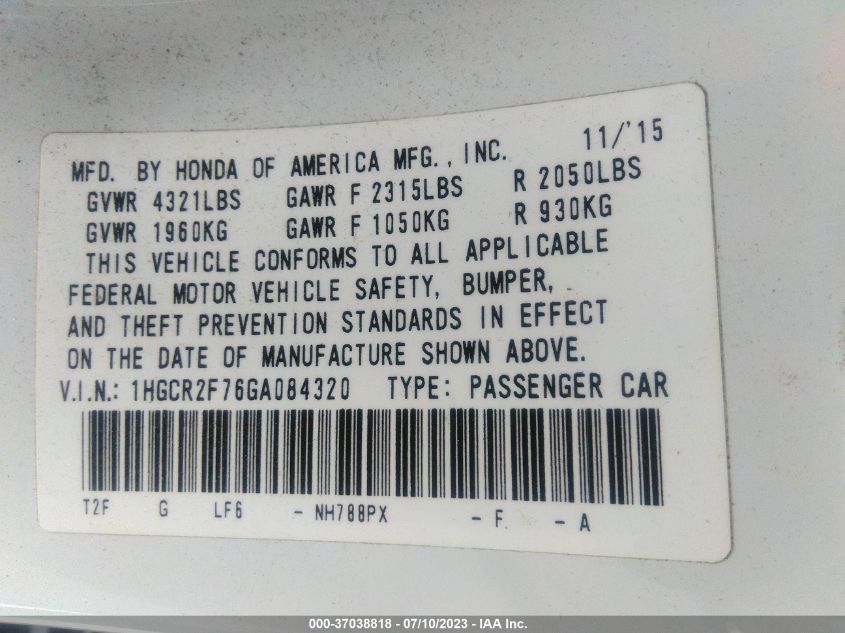 MFD. BY HONDA OF AMERICA MFG., INC. 11/'15
GVWR 4321LBS GAWR F 2315LBS R 2050LBS
GVWR 1960KG GAWR F 1050KG R 930KG
THIS VEHICLE CONFORMS TO ALL APPLICABLE
FEDERAL MOTOR VEHICLE SAFETY, BUMPER,
AND THEFT PREVENTION STANDARDS IN EFFECT
ON THE DATE OF MANUFACTURE SHOWN ABOVE.
V.I.N.: 1HGCR2F76GA084320 TYPE: PASSENGER CAR
T2F G LF6 - NH788PX - F - A
000-37038818 - 07/10/2023 - IAAI Inc.